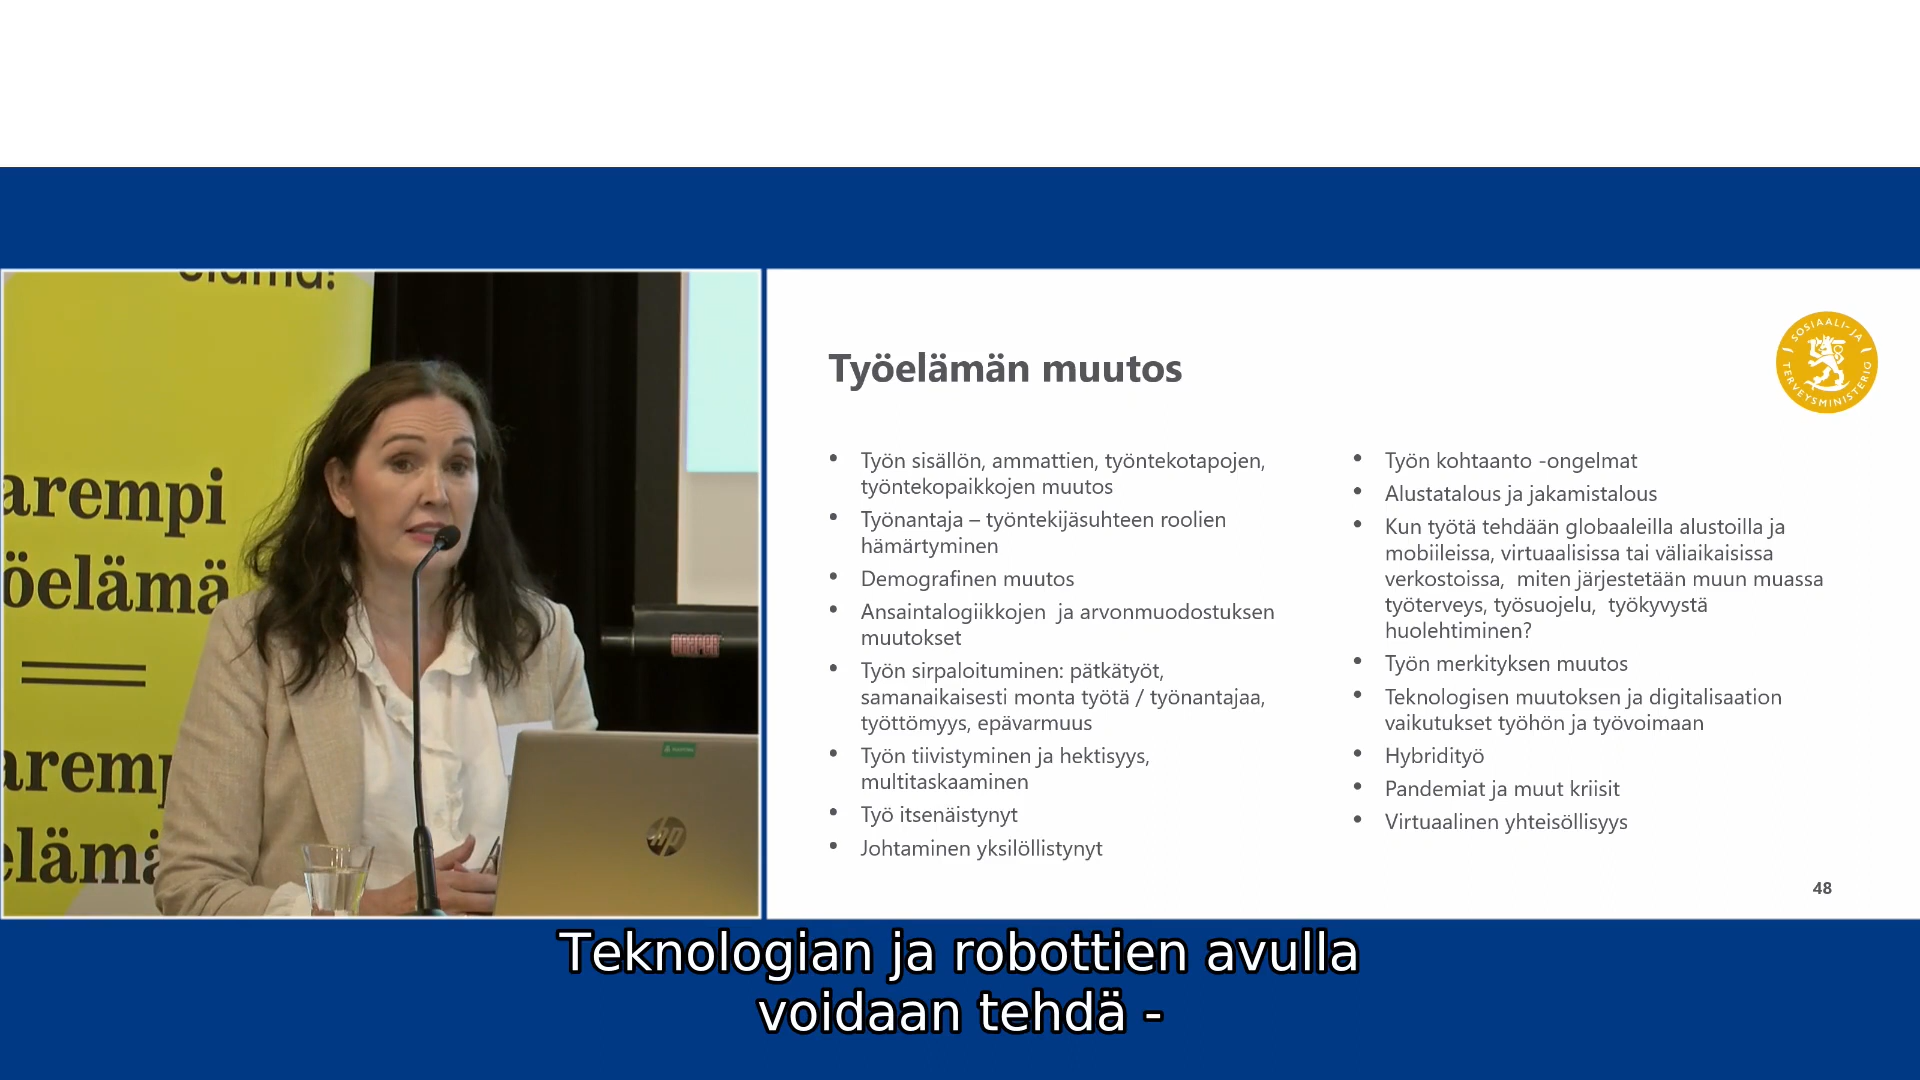 elämä!
arempi
öelämä
aremp
elämä
hp
Työelämän muutos
SOSIAALI- JA
TERVEYSMINISTERIÖ
• Työn sisällön, ammattien, työntekotapojen,
työntekopaikkojen muutos
• Työnantaja – työntekijäsuhteen roolien
hämärtyminen
• Demografinen muutos
• Ansaintalogiikkojen ja arvonmuodostuksen
muutokset
• Työn sirpaloituminen: pätkätyöt,
samanaikaisesti monta työtä / työnantajaa,
työttömyys, epävarmuus
• Työn tiivistyminen ja hektisyys,
multitaskaaminen
• Työ itsenäistynyt
• Johtaminen yksilöllistynyt
• Työn kohtaanto -ongelmat
• Alustatalous ja jakamistalous
• Kun työtä tehdään globaaleilla alustoilla ja
mobiileissa, virtuaalisissa tai väliaikaisissa
verkostoissa, miten järjestetään muun muassa
työterveys, työsuojelu, työkyvystä
huolehtiminen?
• Työn merkityksen muutos
• Teknologisen muutoksen ja digitalisaation
vaikutukset työhön ja työvoimaan
• Hybridityö
• Pandemiat ja muut kriisit
• Virtuaalinen yhteisöllisyys
48
Teknologian ja robottien avulla
voidaan tehdä -